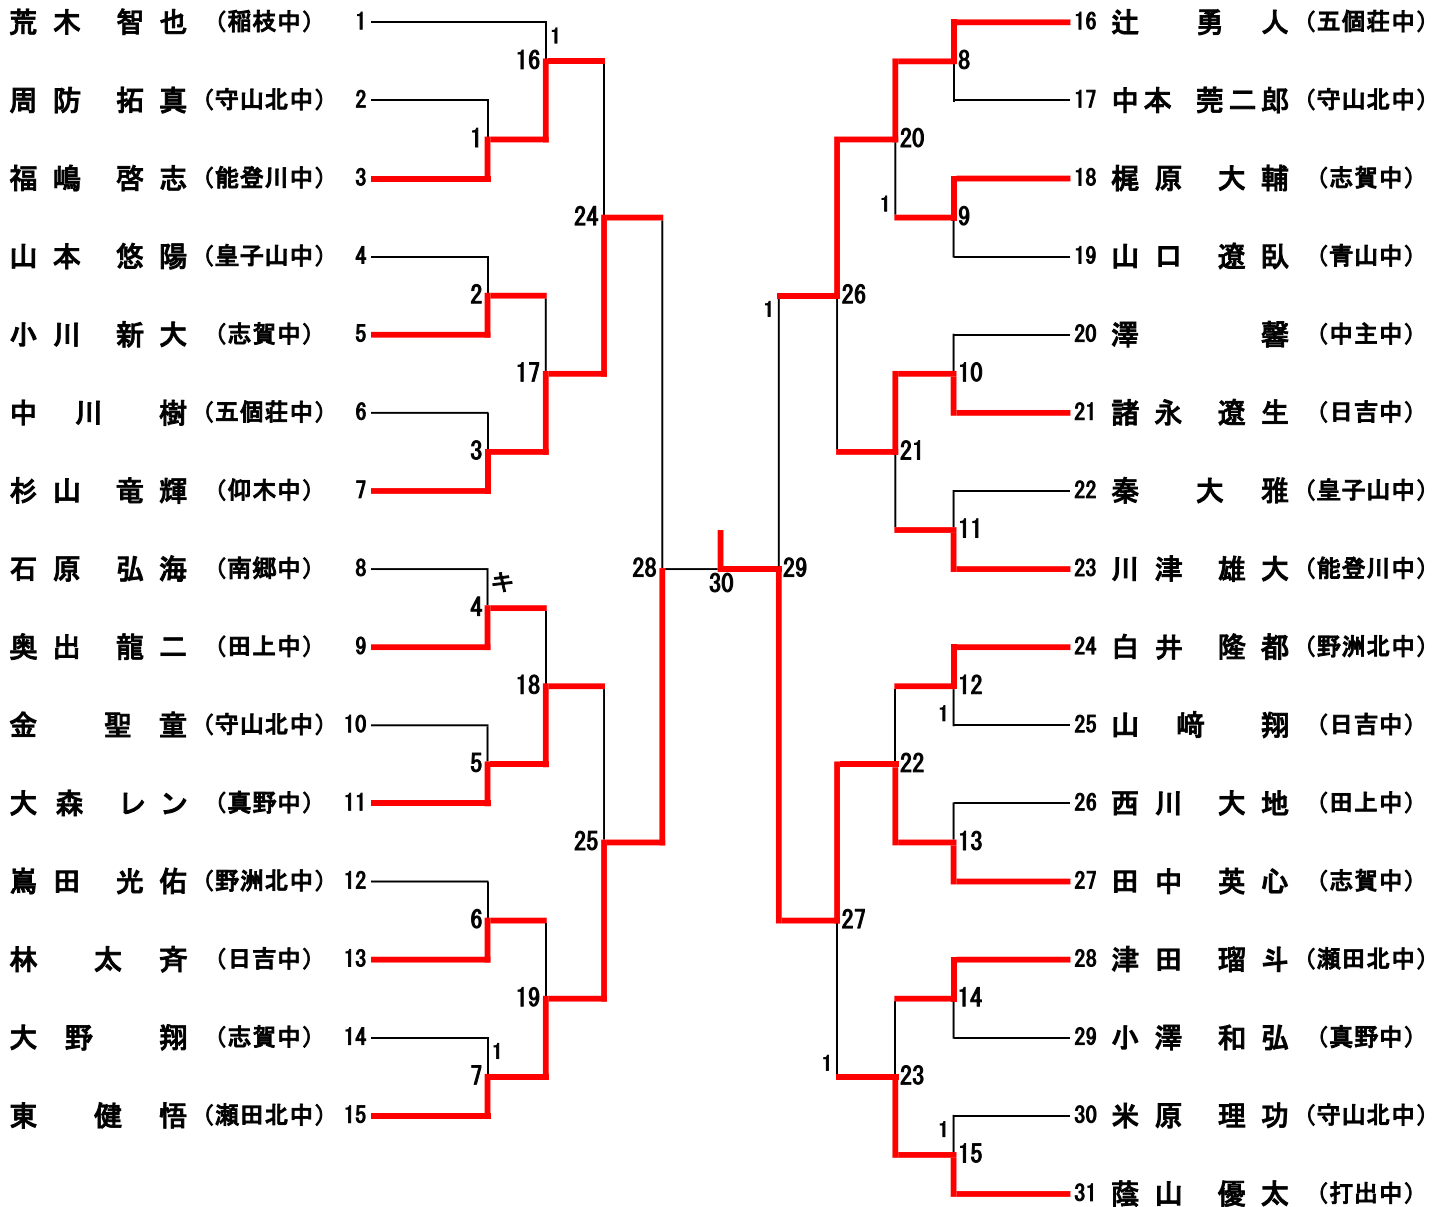 荒木 智也 （稲枝中） 1
周防 拓真 （守山北中） 2
福嶋 啓志 （能登川中） 3
山本 悠陽 （皇子山中） 4
小川 新大 （志賀中） 5
中川 樹 （五個荘中） 6
杉山 竜輝 （仰木中） 7
石原 弘海 （南郷中） 8
奥出 龍二 （田上中） 9
金 聖童 （守山北中） 10
大森 レン （真野中） 11
嶌田 光佑 （野洲北中） 12
林 太斉 （日吉中） 13
大野 翔 （志賀中） 14
東 健悟 （瀬田北中） 15
1
16
1
24
2
17
3
28
キ
4
18
5
25
6
19
1
7
30
8
20
1
9
1
26
10
21
11
29
12
1
22
13
27
14
1
23
1
15
16 辻 勇人 （五個荘中）
17 中本 莞二郎 （守山北中）
18 梶原 大輔 （志賀中）
19 山口 遼臥 （青山中）
20 澤 馨 （中主中）
21 諸永 遼生 （日吉中）
22 秦 大雅 （皇子山中）
23 川津 雄大 （能登川中）
24 白井 隆都 （野洲北中）
25 山﨑 翔 （日吉中）
26 西川 大地 （田上中）
27 田中 英心 （志賀中）
28 津田 瑠斗 （瀬田北中）
29 小澤 和弘 （真野中）
30 米原 理功 （守山北中）
31 蔭山 優太 （打出中）